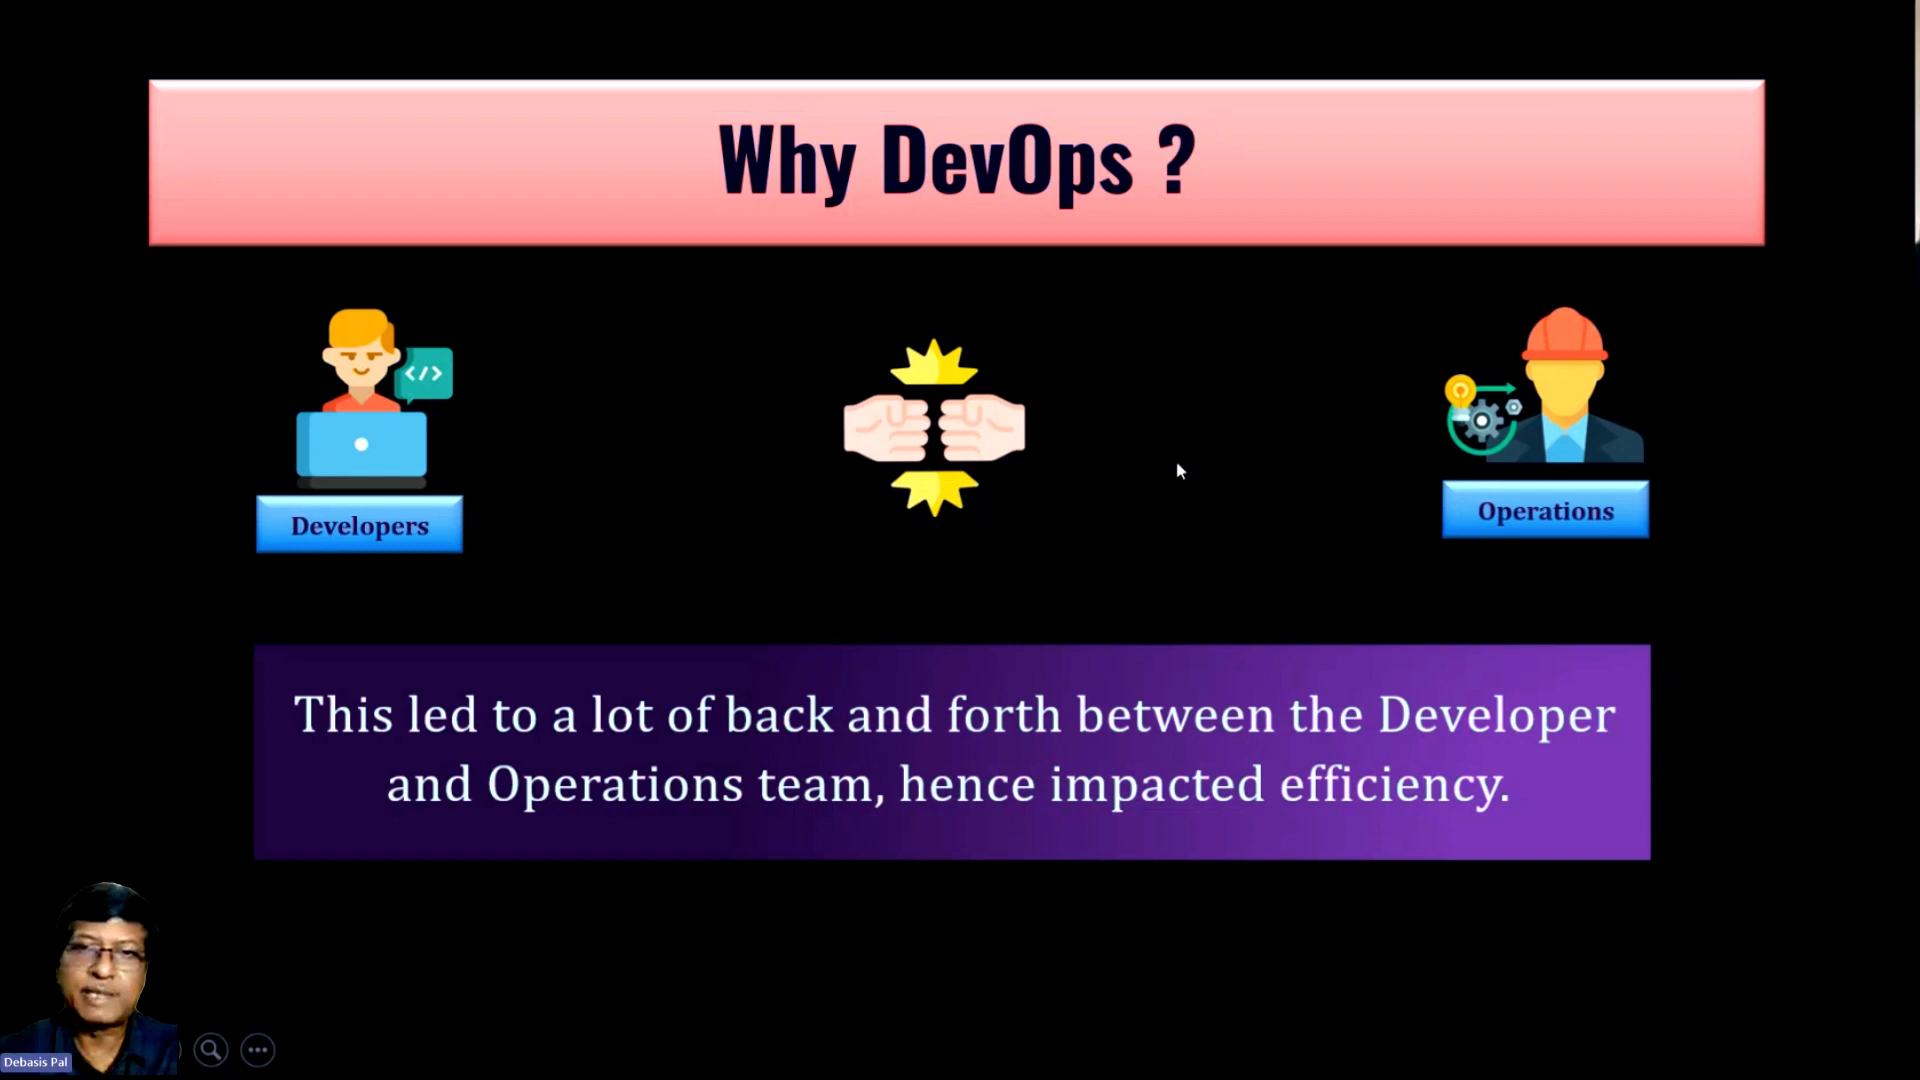 Why DevOps ?
</>
Developers
Operations
This led to a lot of back and forth between the Developer
and Operations team, hence impacted efficiency.
Debasis Pal